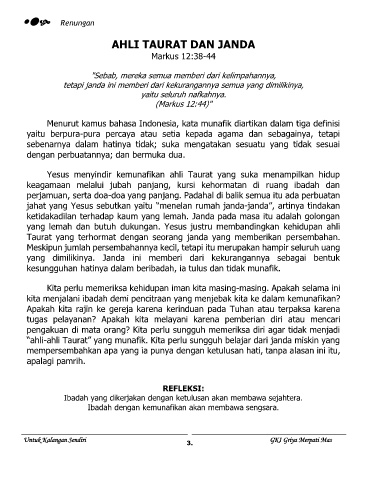 Renungan
AHLI TAURAT DAN JANDA
Markus 12:38-44
"Sebab, mereka semua memberi dari kelimpahannya,
tetapi janda ini memberi dari kekurangannya semua yang dimilikinya,
yaitu seluruh nafkahnya.
(Markus 12:44)"
Menurut kamus bahasa Indonesia, kata munafik diartikan dalam tiga definisi
yaitu berpura-pura percaya atau setia kepada agama dan sebagainya, tetapi
sebenarnya dalam hatinya tidak; suka mengatakan sesuatu yang tidak sesuai
dengan perbuatannya; dan bermuka dua.
Yesus menyindir kemunafikan ahli Taurat yang suka menampilkan hidup
keagamaan melalui jubah panjang, kursi kehormatan di ruang ibadah dan
perjamuan, serta doa-doa yang panjang. Padahal di balik semua itu ada perbuatan
jahat yang Yesus sebutkan yaitu "menelan rumah janda-janda", artinya tindakan
ketidakadilan terhadap kaum yang lemah. Janda pada masa itu adalah golongan
yang lemah dan butuh dukungan. Yesus justru membandingkan kehidupan ahli
Taurat yang terhormat dengan seorang janda yang memberikan persembahan.
Meskipun jumlah persembahannya kecil, tetapi itu merupakan hampir seluruh uang
yang dimilikinya. Janda ini memberi dari kekurangannya sebagai bentuk
kesungguhan hatinya dalam beribadah, ia tulus dan tidak munafik.
Kita perlu memeriksa kehidupan iman kita masing-masing. Apakah selama ini
kita menjalani ibadah demi pencitraan yang menjebak kita ke dalam kemunafikan?
Apakah kita rajin ke gereja karena kerinduan pada Tuhan atau terpaksa karena
tugas pelayanan? Apakah kita melayani karena pemberian diri atau mencari
pengakuan di mata orang? Kita perlu sungguh memeriksa diri agar tidak menjadi
"ahli-ahli Taurat" yang munafik. Kita perlu sungguh belajar dari janda miskin yang
mempersembahkan apa yang ia punya dengan ketulusan hati, tanpa alasan ini itu,
apalagi pamrih.
REFLEKSI:
Ibadah yang dikerjakan dengan ketulusan akan membawa sejahtera.
Ibadah dengan kemunafikan akan membawa sengsara.
Untuk Kalangan Sendiri
3.
GKI Griya Merpati Mas